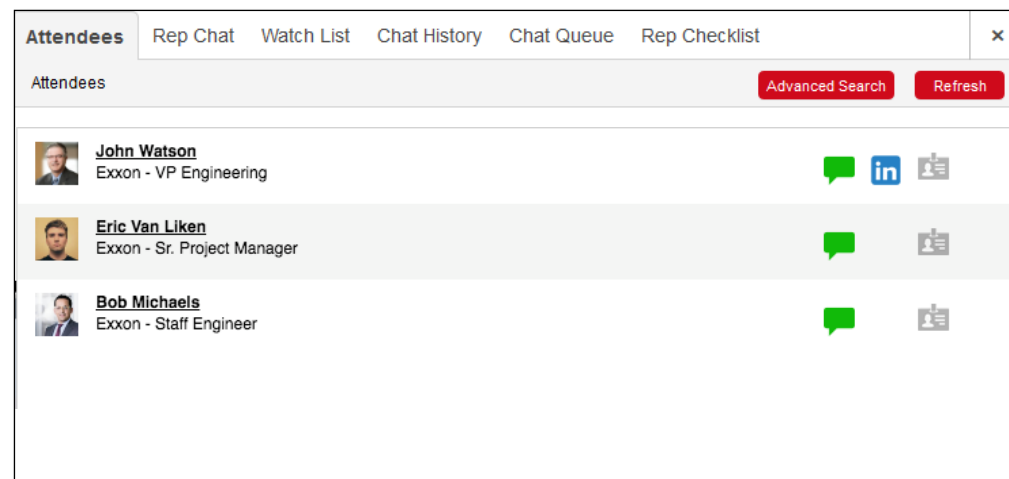 Attendees Rep Chat Watch List Chat History Chat Queue Rep Checklist ×
Attendees Advanced Search Refresh
John Watson
Exxon - VP Engineering
in
Eric Van Liken
Exxon - Sr. Project Manager
Bob Michaels
Exxon - Staff Engineer